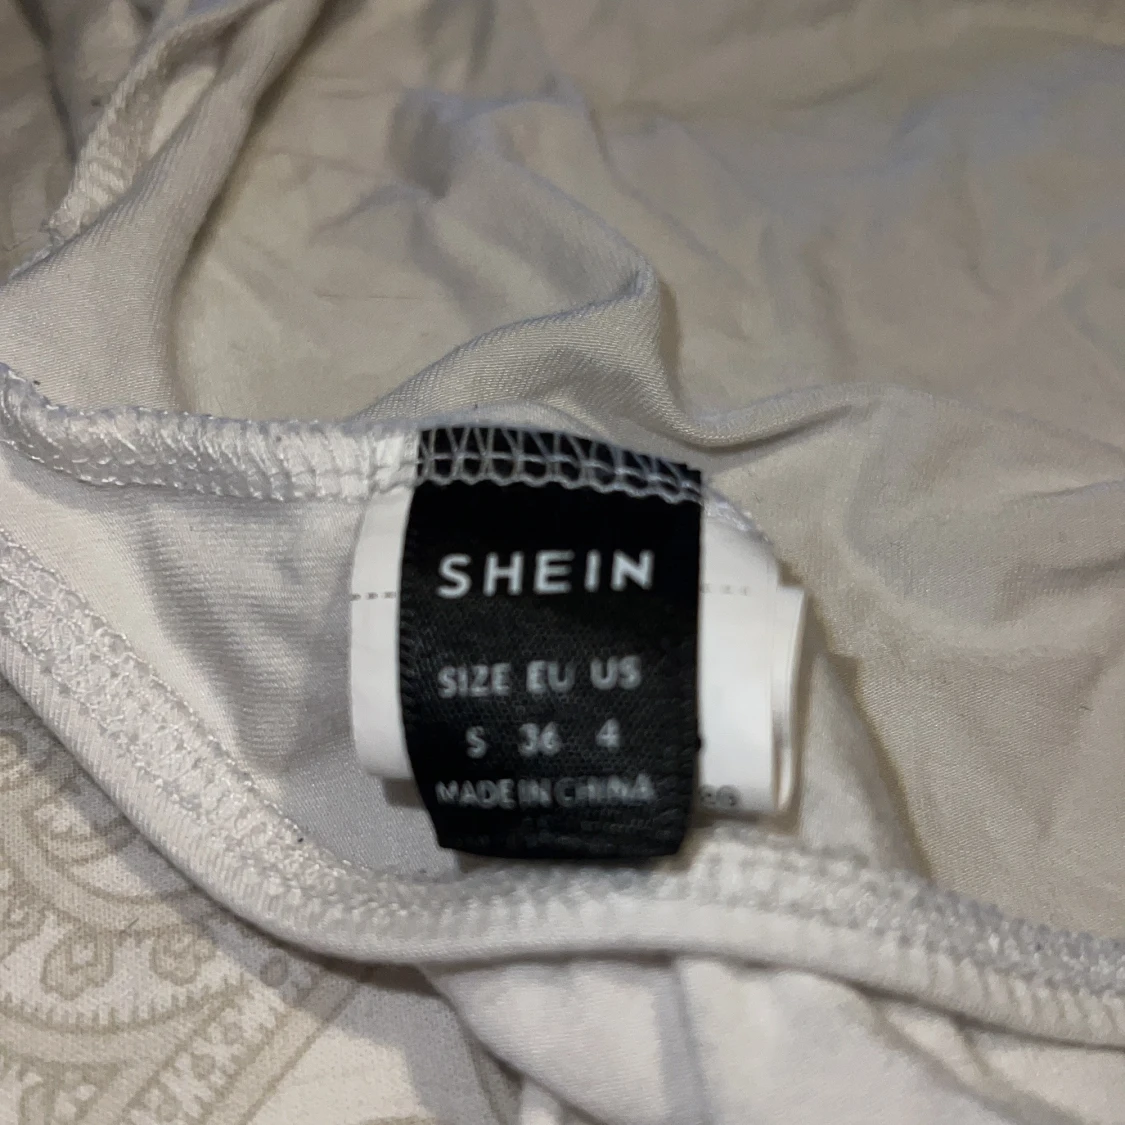 SHEIN
SIZE EU US
S 36 4
MADE IN CHINA